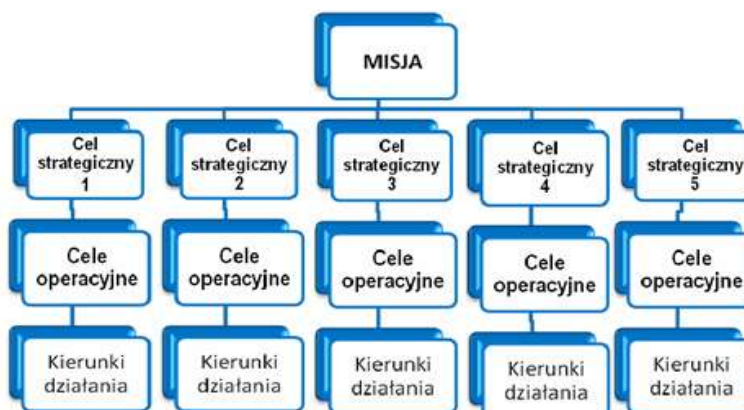 MISJA
Cel
strategiczny
1
Cel
strategiczny
2
Cel
strategiczny
3
Cel
strategiczny
4
Cel
strategiczny
5
Cele
operacyjne
Cele
operacyjne
Cele
operacyjne
Cele
operacyjne
Cele
operacyjne
Kierunki
działania
Kierunki
działania
Kierunki
działania
Kierunki
działania
Kierunki
działania